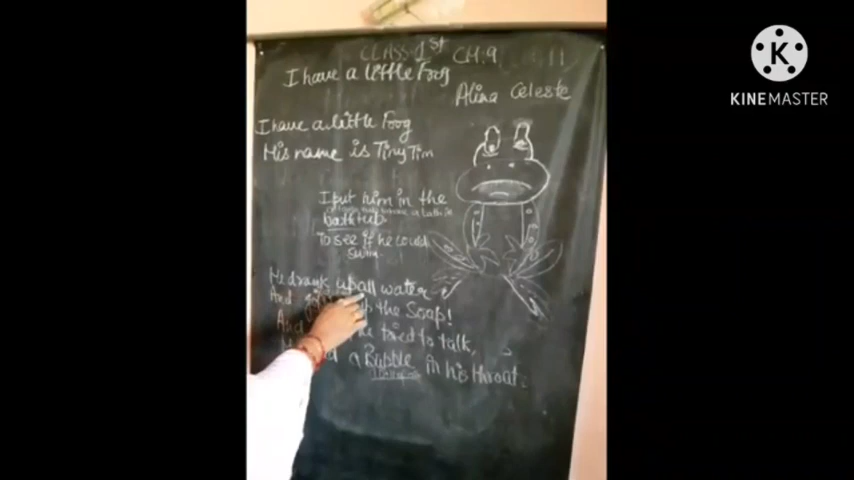 CLASS-1st CH.9
I have a little Frog
Alina Celeste
I have a little Frog
His name is Tiny Tim
I put him in the
bathtub
To see if he could
swim.
He drank up all water
And the Soap!
And he tried to talk,
a Bubble in his throat.
KINEMASTER